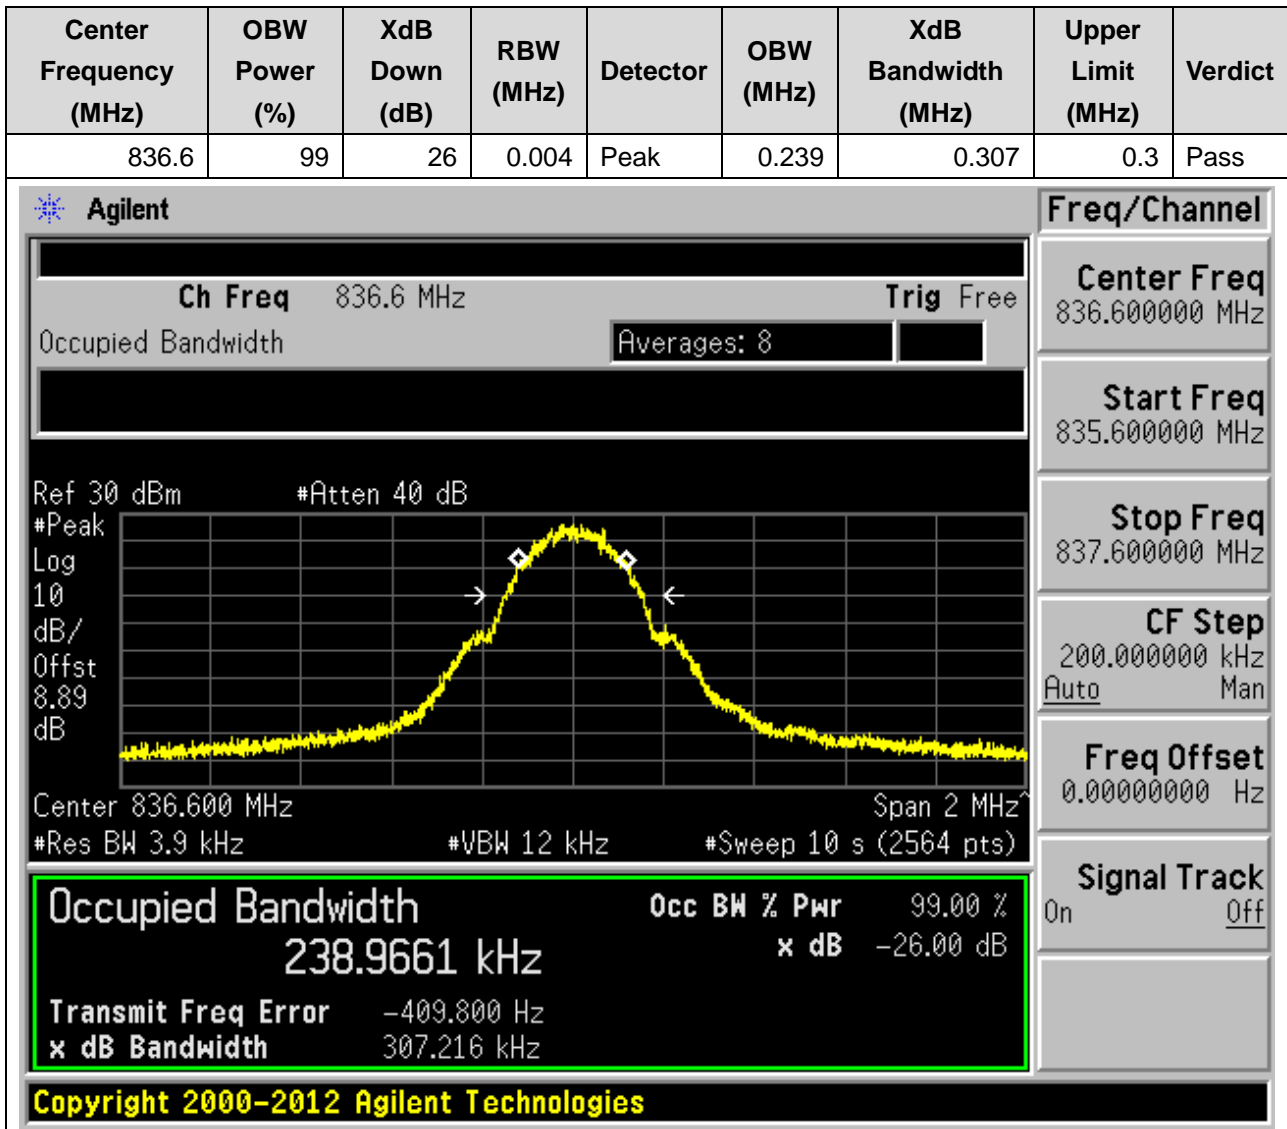 Center Frequency (MHz) OBW Power (%) XdB Down (dB) RBW (MHz) Detector OBW (MHz) XdB Bandwidth (MHz) Upper Limit (MHz) Verdict
836.6 99 26 0.004 Peak 0.239 0.307 0.3 Pass
Agilent
Freq/Channel
Ch Freq 836.6 MHz Trig Free
Occupied Bandwidth Averages: 8
Center Freq
836.600000 MHz
Start Freq
835.600000 MHz
Stop Freq
837.600000 MHz
CF Step
200.000000 kHz
Auto Man
Freq Offset
0.00000000 Hz
Signal Track
On Off
Ref 30 dBm #Atten 40 dB
#Peak
Log
10
dB/
Offst
8.89
dB
Center 836.600 MHz Span 2 MHz^
#Res BW 3.9 kHz #VBW 12 kHz #Sweep 10 s (2564 pts)
Occupied Bandwidth Occ BW % Pwr 99.00 %
238.9661 kHz x dB -26.00 dB
Transmit Freq Error -409.800 Hz
x dB Bandwidth 307.216 kHz
Copyright 2000-2012 Agilent Technologies